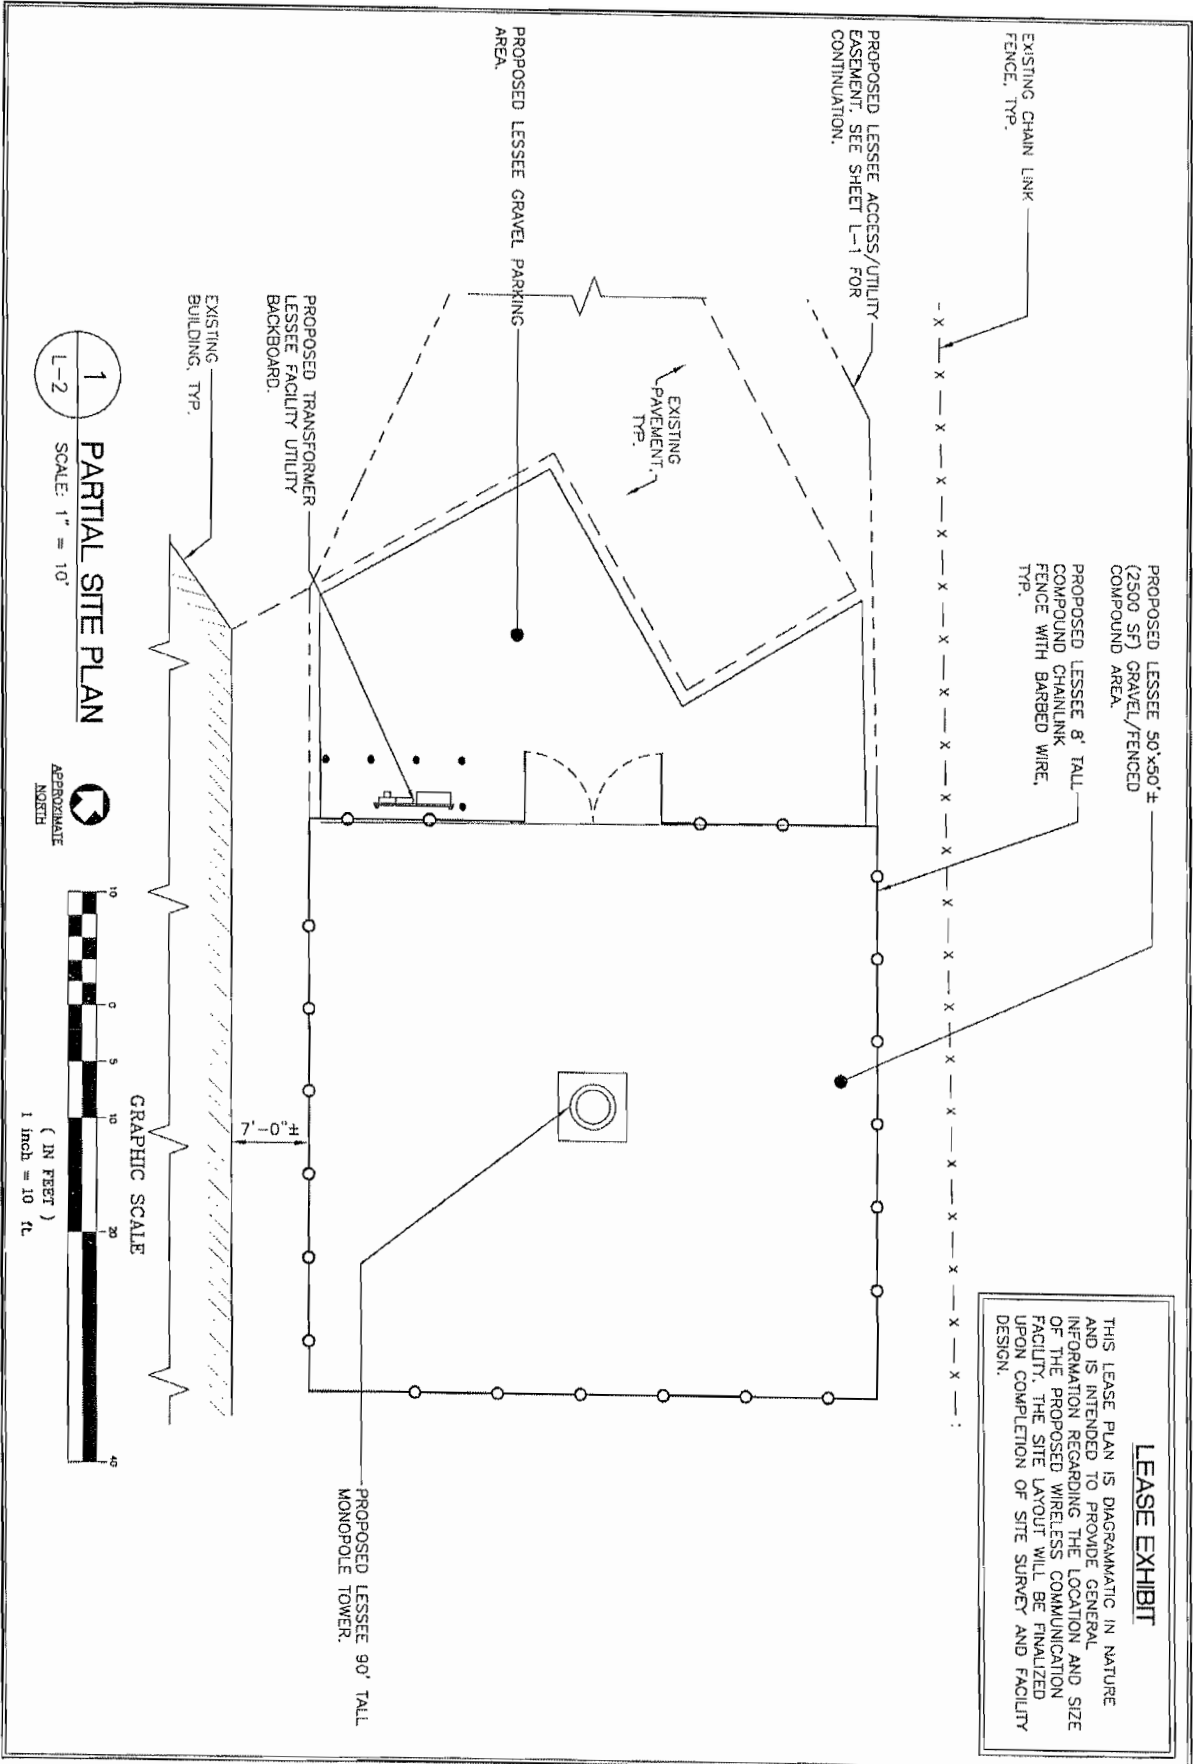 LEASE EXHIBIT
THIS LEASE PLAN IS DIAGRAMMATIC IN NATURE
AND IS INTENDED TO PROVIDE GENERAL
INFORMATION REGARDING THE LOCATION AND SIZE
OF THE PROPOSED WIRELESS COMMUNICATION
FACILITY. THE SITE LAYOUT WILL BE FINALIZED
UPON COMPLETION OF SITE SURVEY AND FACILITY
DESIGN.
EXISTING CHAIN LINK
FENCE, TYP.
PROPOSED LESSEE 50'x50'±
(2500 SF) GRAVEL/FENCED
COMPOUND AREA.
PROPOSED LESSEE 8' TALL
COMPOUND CHAINLINK
FENCE WITH BARBED WIRE,
TYP.
PROPOSED LESSEE ACCESS/UTILITY
EASEMENT. SEE SHEET L-1 FOR
CONTINUATION.
EXISTING
PAVEMENT,
TYP.
PROPOSED LESSEE GRAVEL PARKING
AREA.
PROPOSED LESSEE 90' TALL
MONOPOLE TOWER.
PROPOSED TRANSFORMER
LESSEE FACILITY UTILITY
BACKBOARD.
7'-0"±
EXISTING
BUILDING, TYP.
1
L-2
PARTIAL SITE PLAN
SCALE: 1" = 10'
APPROXIMATE
NORTH
GRAPHIC SCALE
10 0 5 10 20 40
( IN FEET )
1 inch = 10 ft.